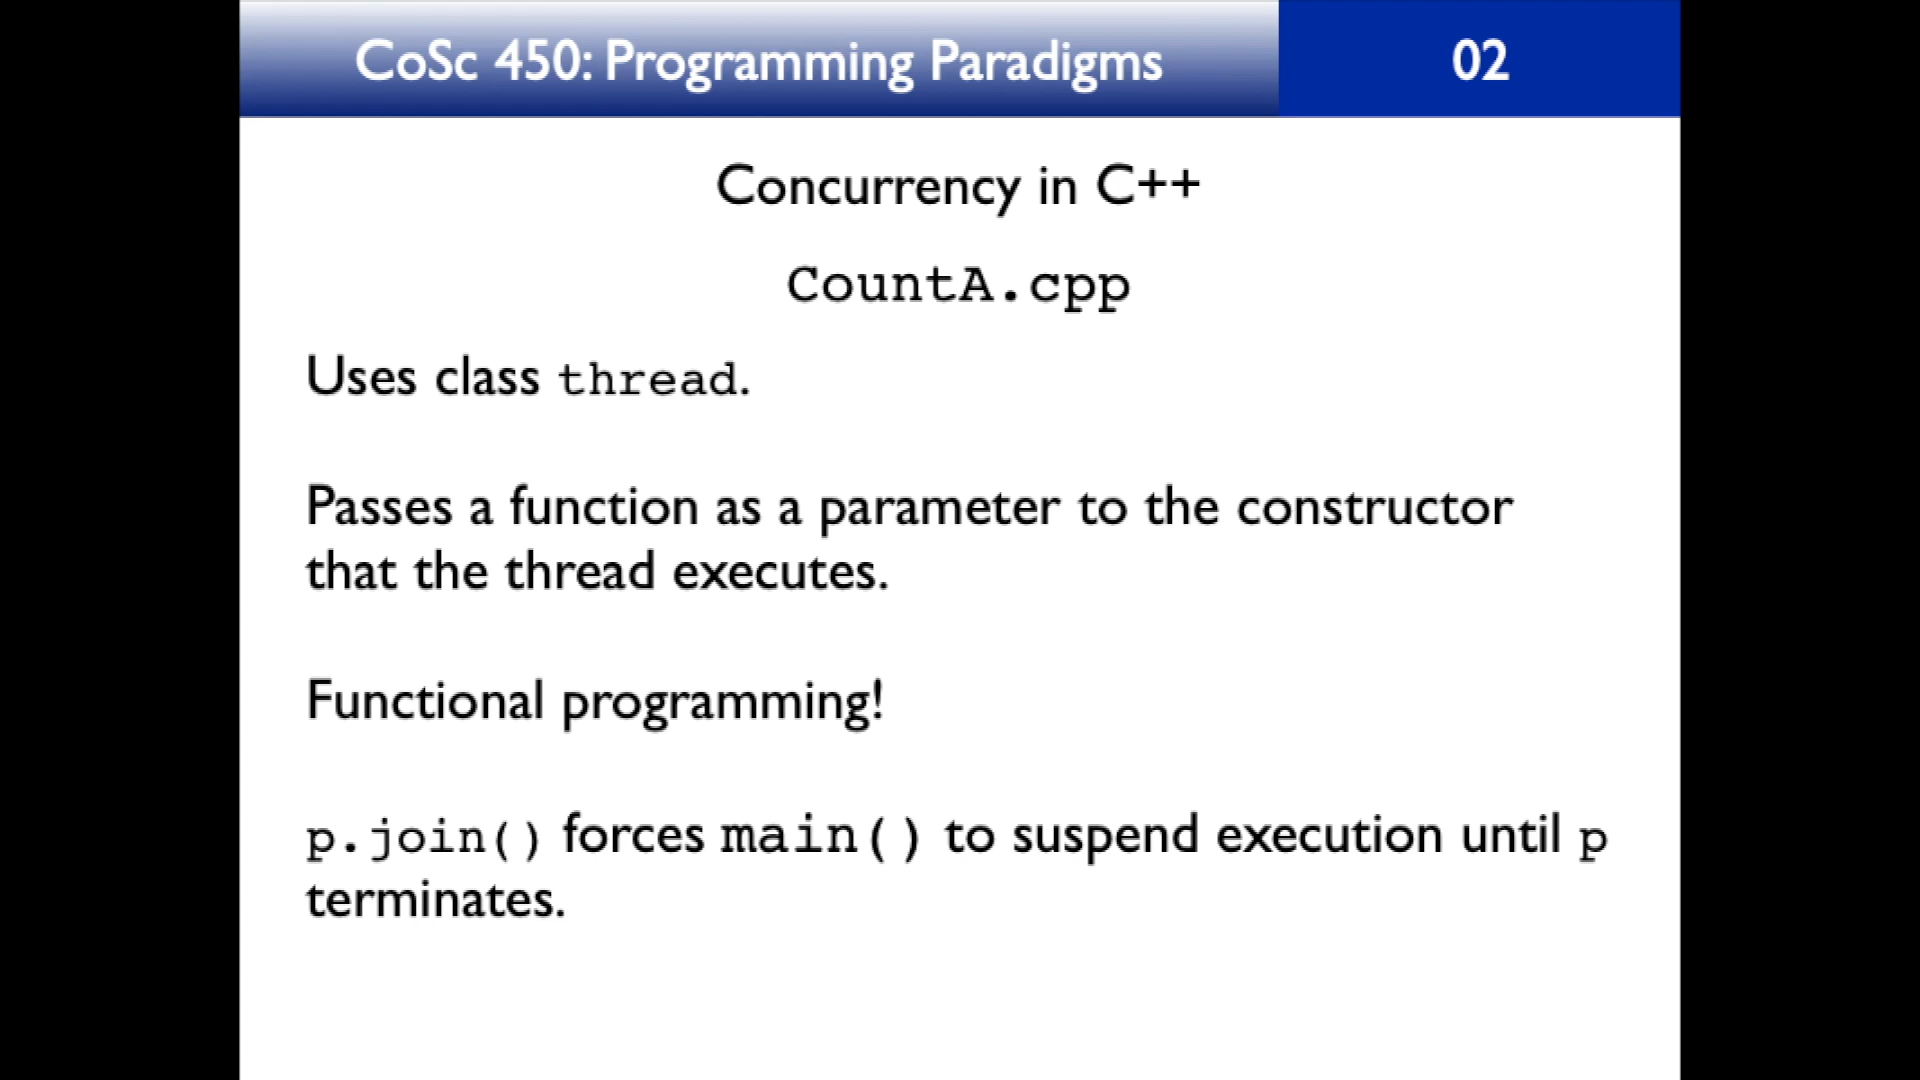 CoSc 450: Programming Paradigms 02
Concurrency in C++
CountA.cpp
Uses class thread.
Passes a function as a parameter to the constructor
that the thread executes.
Functional programming!
p.join() forces main() to suspend execution until p
terminates.